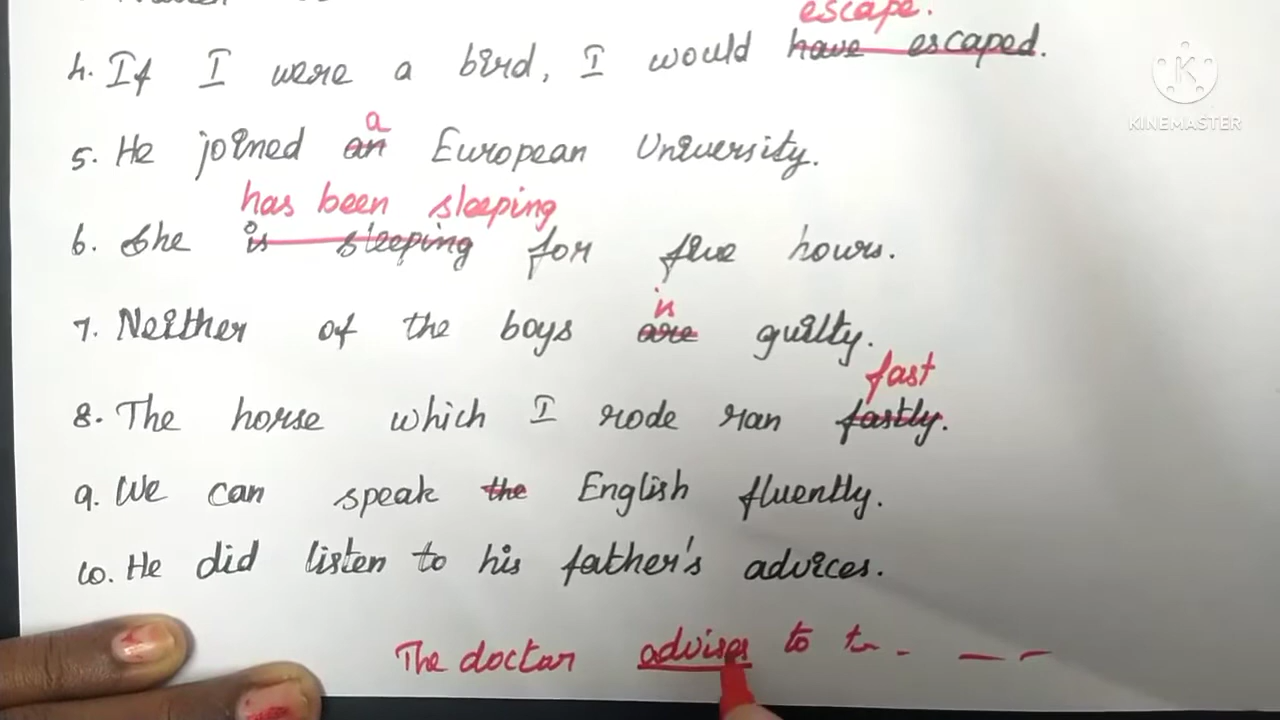 escape.
4. If I were a bird, I would have escaped.
KINEMASTER
a
5. He joined an European University.
has been sleeping
6. She is sleeping for five hours.
is
7. Neither of the boys are guilty.
fast
8. The horse which I rode ran fastly.
9. We can speak the English fluently.
10. He did listen to his father's advices.
The doctor advises to